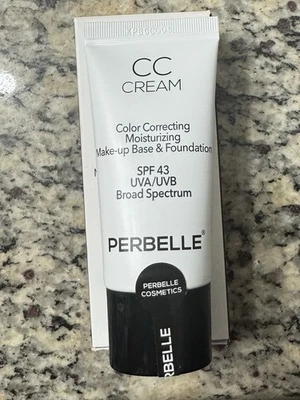 CC
CREAM
Color Correcting
Moisturizing
Make-up Base & Foundation
SPF 43
UVA/UVB
Broad Spectrum
PERBELLE®
PERBELLE
COSMETICS
PERBELLE